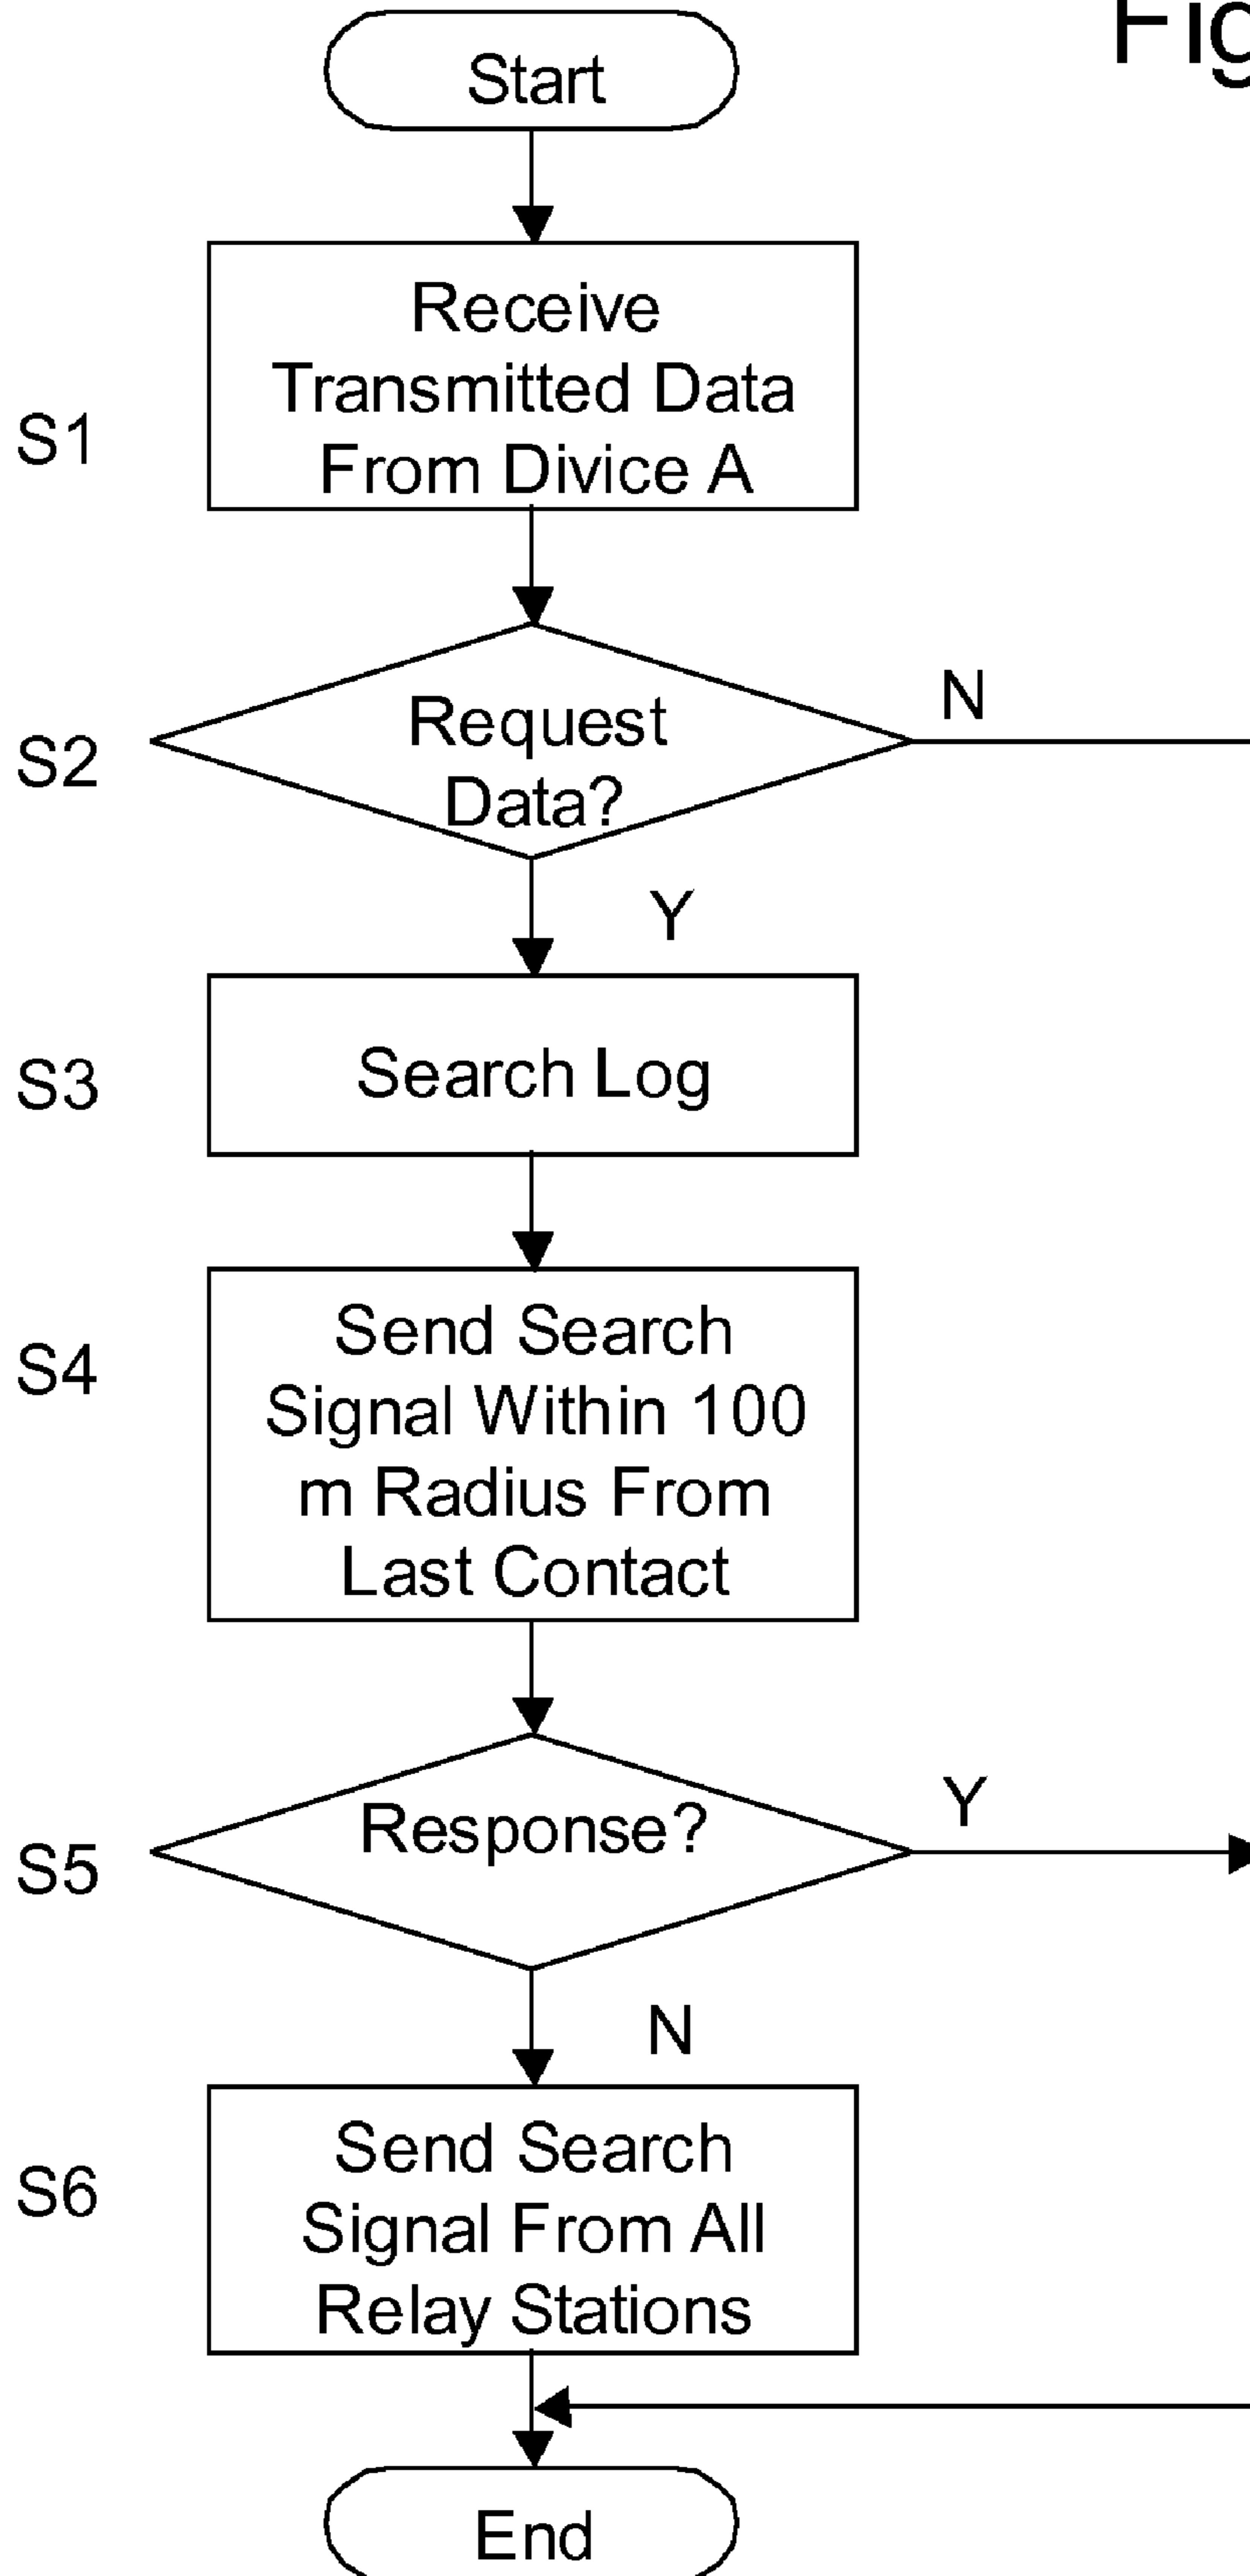 Fig
Start
S1
Receive
Transmitted Data
From Divice A
S2
Request
Data?
N
Y
S3
Search Log
S4
Send Search
Signal Within 100
m Radius From
Last Contact
S5
Response?
Y
N
S6
Send Search
Signal From All
Relay Stations
End